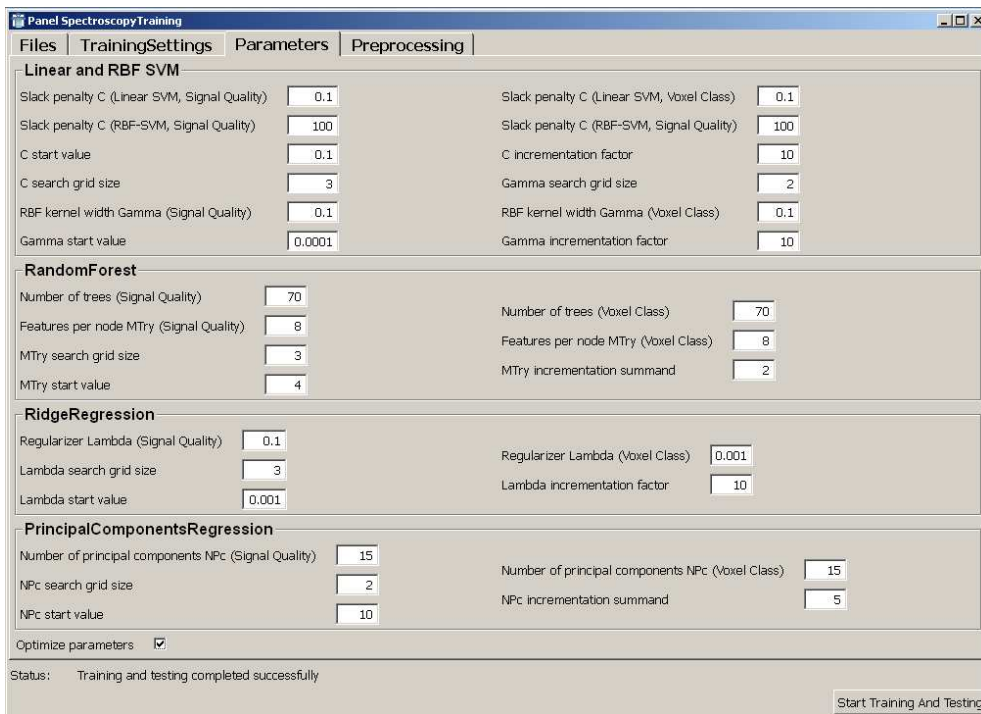 Panel SpectroscopyTraining
Files TrainingSettings Parameters Preprocessing
Linear and RBF SVM
Slack penalty C (Linear SVM, Signal Quality) 0.1 Slack penalty C (Linear SVM, Voxel Class) 0.1
Slack penalty C (RBF-SVM, Signal Quality) 100 Slack penalty C (RBF-SVM, Signal Quality) 100
C start value 0.1 C incrementation factor 10
C search grid size 3 Gamma search grid size 2
RBF kernel width Gamma (Signal Quality) 0.1 RBF kernel width Gamma (Voxel Class) 0.1
Gamma start value 0.0001 Gamma incrementation factor 10
RandomForest
Number of trees (Signal Quality) 70
Features per node MTry (Signal Quality) 8
MTry search grid size 3
MTry start value 4
Number of trees (Voxel Class) 70
Features per node MTry (Voxel Class) 8
MTry incrementation summand 2
RidgeRegression
Regularizer Lambda (Signal Quality) 0.1
Lambda search grid size 3
Lambda start value 0.001
Regularizer Lambda (Voxel Class) 0.001
Lambda incrementation factor 10
PrincipalComponentsRegression
Number of principal components NPc (Signal Quality) 15
NPc search grid size 2
NPc start value 10
Number of principal components NPc (Voxel Class) 15
NPc incrementation summand 5
Optimize parameters
Status: Training and testing completed successfully
Start Training And Testing